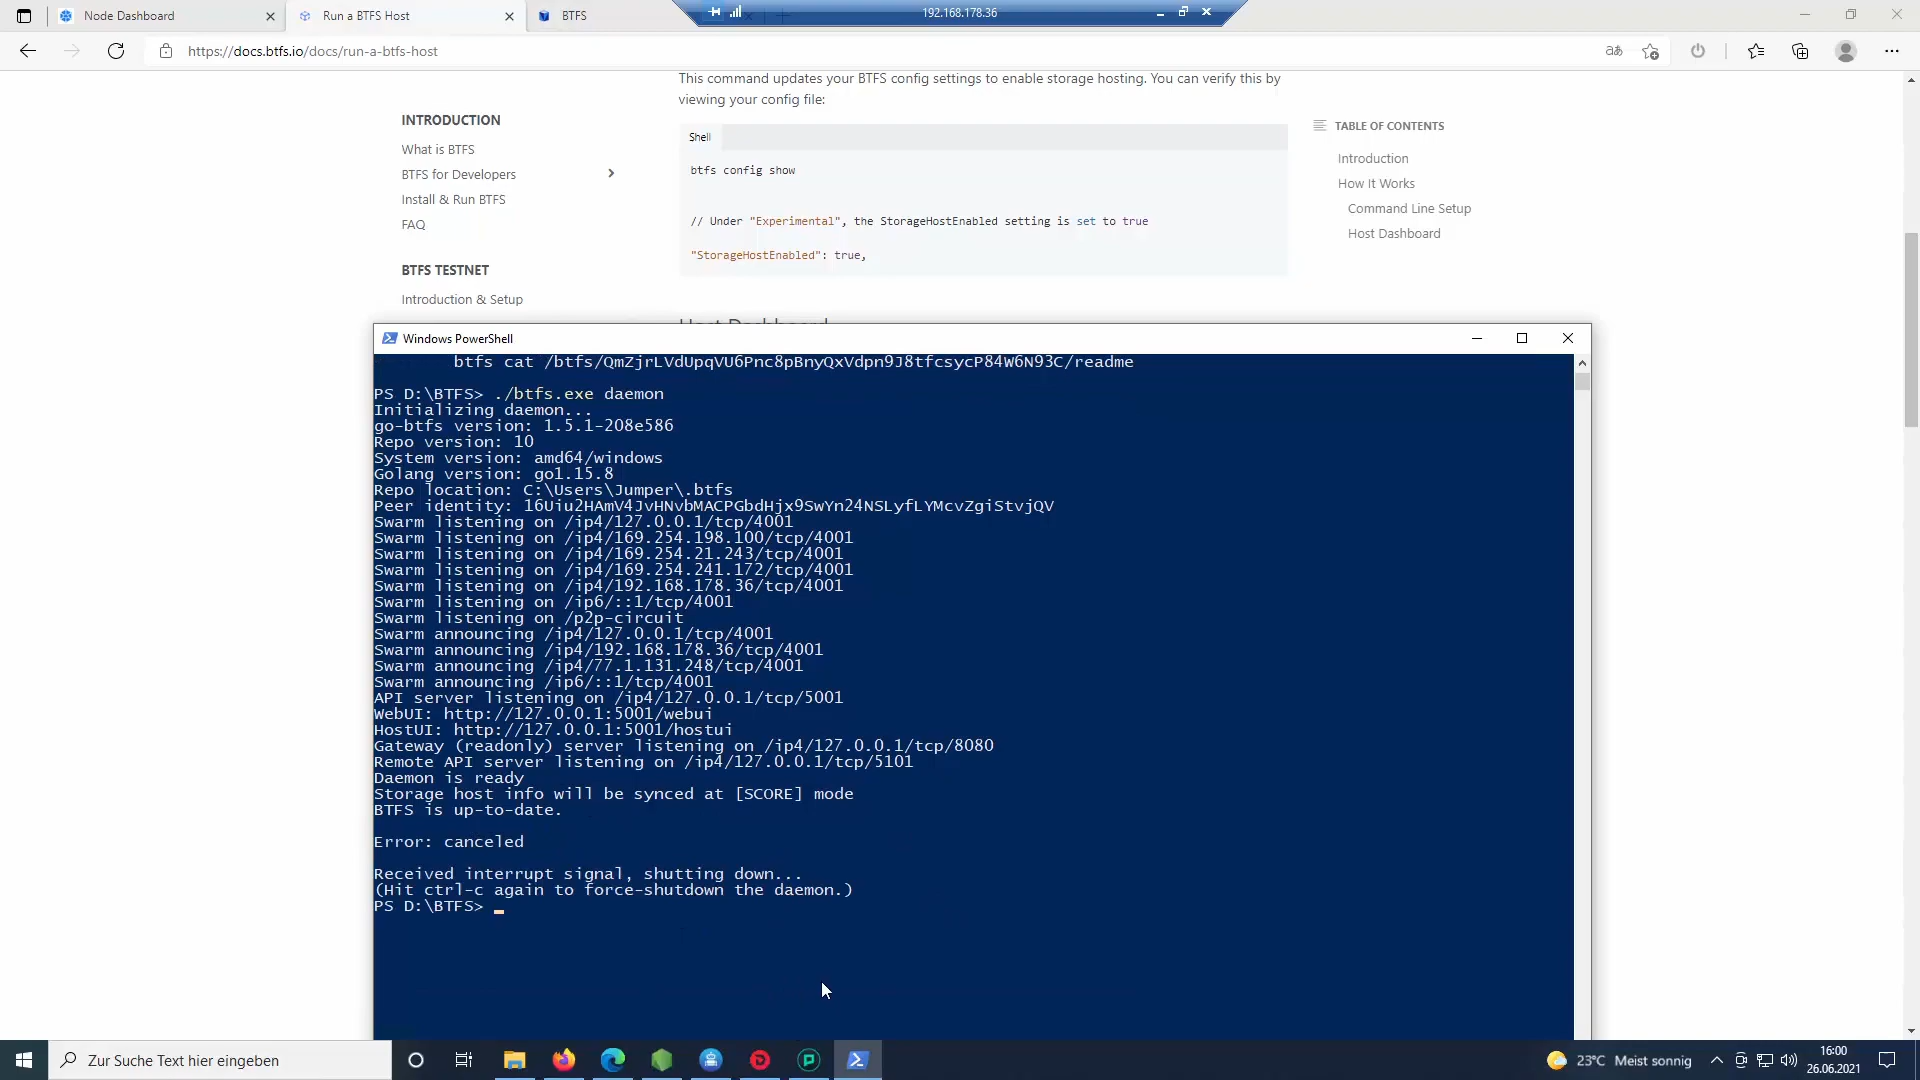 Node Dashboard
Run a BTFS Host
BTFS
192.168.178.36
https://docs.btfs.io/docs/run-a-btfs-host
This command updates your BTFS config settings to enable storage hosting. You can verify this by
viewing your config file:
INTRODUCTION
What is BTFS
BTFS for Developers
Install & Run BTFS
FAQ
BTFS TESTNET
Introduction & Setup
Shell
btfs config show
// Under "Experimental", the StorageHostEnabled setting is set to true
"StorageHostEnabled": true,
TABLE OF CONTENTS
Introduction
How It Works
Command Line Setup
Host Dashboard
Host Dashboard
Windows PowerShell
btfs cat /btfs/QmZjrLVdUpqVU6Pnc8pBnyQxVdpn9J8tfcsycP84W6N93C/readme
PS D:\BTFS> ./btfs.exe daemon
Initializing daemon...
go-btfs version: 1.5.1-208e586
Repo version: 10
System version: amd64/windows
Golang version: go1.15.8
Repo location: C:\Users\Jumper\.btfs
Peer identity: 16Uiu2HAmV4JvHNvbMACPGbdHjx9SwYn24NSLyfLYMcvZgiStvjQV
Swarm listening on /ip4/127.0.0.1/tcp/4001
Swarm listening on /ip4/169.254.198.100/tcp/4001
Swarm listening on /ip4/169.254.21.243/tcp/4001
Swarm listening on /ip4/169.254.241.172/tcp/4001
Swarm listening on /ip4/192.168.178.36/tcp/4001
Swarm listening on /ip6/::1/tcp/4001
Swarm listening on /p2p-circuit
Swarm announcing /ip4/127.0.0.1/tcp/4001
Swarm announcing /ip4/192.168.178.36/tcp/4001
Swarm announcing /ip4/77.1.131.248/tcp/4001
Swarm announcing /ip6/::1/tcp/4001
API server listening on /ip4/127.0.0.1/tcp/5001
WebUI: http://127.0.0.1:5001/webui
HostUI: http://127.0.0.1:5001/hostui
Gateway (readonly) server listening on /ip4/127.0.0.1/tcp/8080
Remote API server listening on /ip4/127.0.0.1/tcp/5101
Daemon is ready
Storage host info will be synced at [SCORE] mode
BTFS is up-to-date.
Error: canceled
Received interrupt signal, shutting down...
(Hit ctrl-c again to force-shutdown the daemon.)
PS D:\BTFS>
Zur Suche Text hier eingeben
23°C Meist sonnig
16:00
26.06.2021